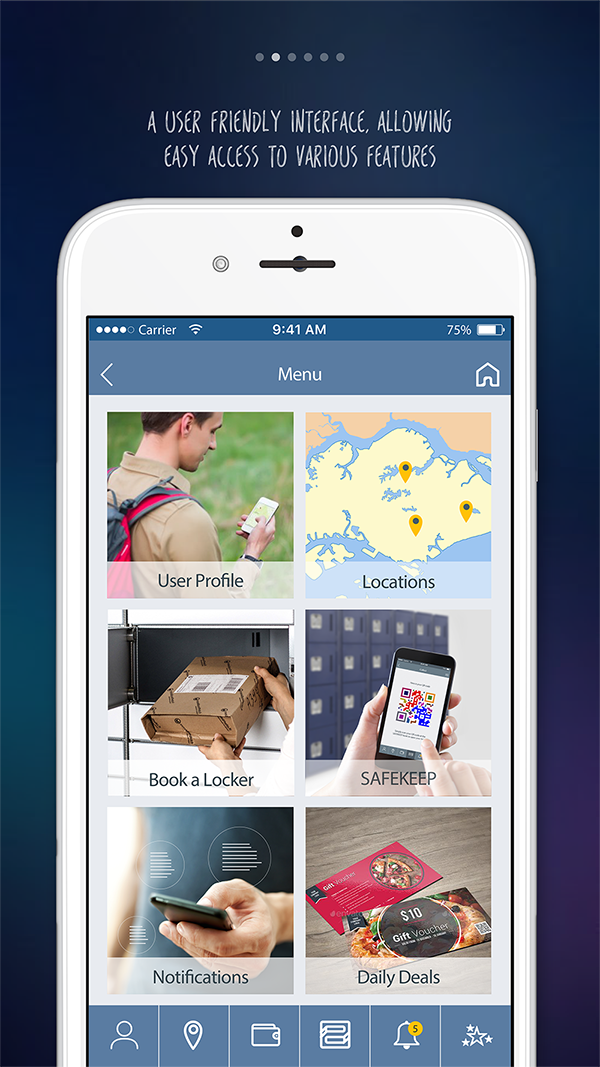 A USER FRIENDLY INTERFACE, ALLOWING
EASY ACCESS TO VARIOUS FEATURES
Carrier
9:41 AM
75%
Menu
User Profile
Locations
Book a Locker
SAFEKEEP
Gift Voucher
$10
Gift Voucher
Notifications
Daily Deals
5